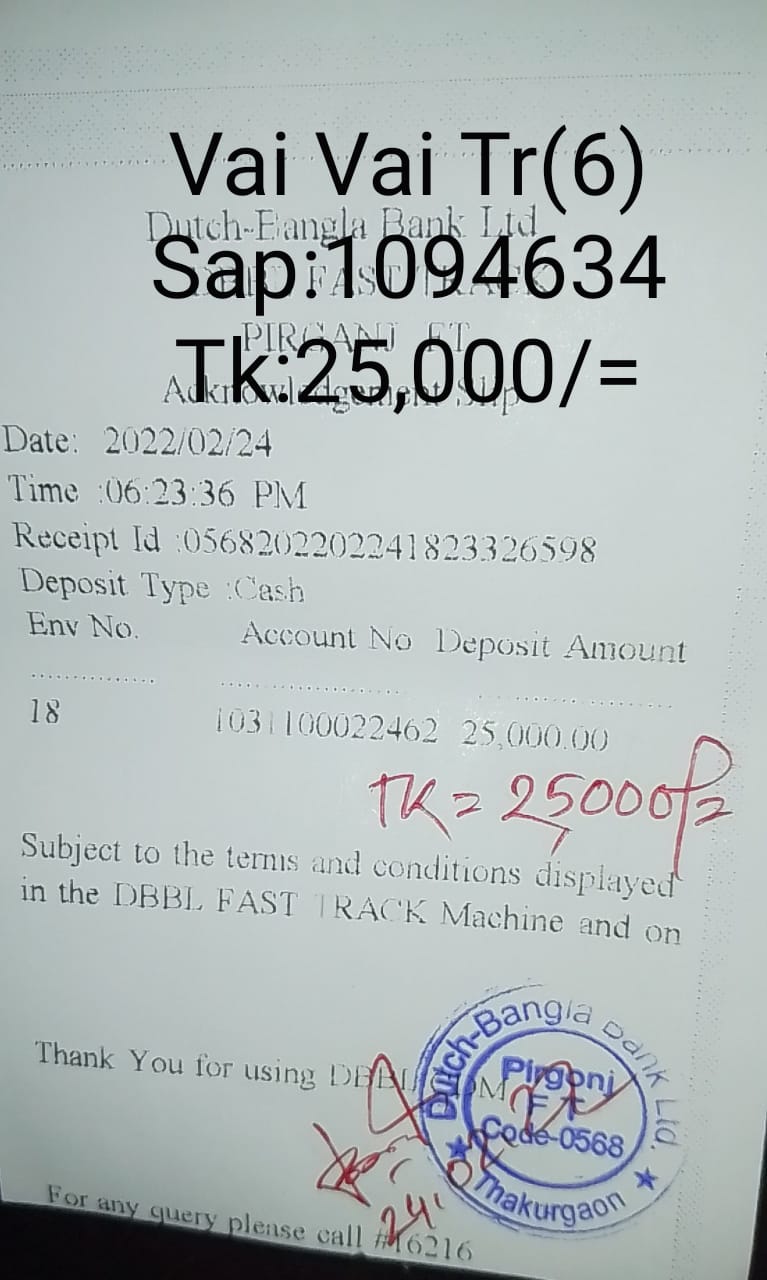 Vai Vai Tr(6)
Dutch-Bangla Bank Ltd
Sap:1094634
DBBL FAST TRACK
PIRGANJ FT
Tk:25,000/=
Acknowledgement Slip
Date: 2022/02/24
Time :06:23:36 PM
Receipt Id :05682022022241823326598
Deposit Type :Cash
Env No. Account No Deposit Amount
18 1031100022462 25,000.00
TK = 25000/=
Subject to the terms and conditions displayed
in the DBBL FAST TRACK Machine and on
Thank You for using DBBL
Dutch-Bangla Bank Ltd.
Pirgonj
FT
Code-0568
Thakurgaon
For any query please call #16216